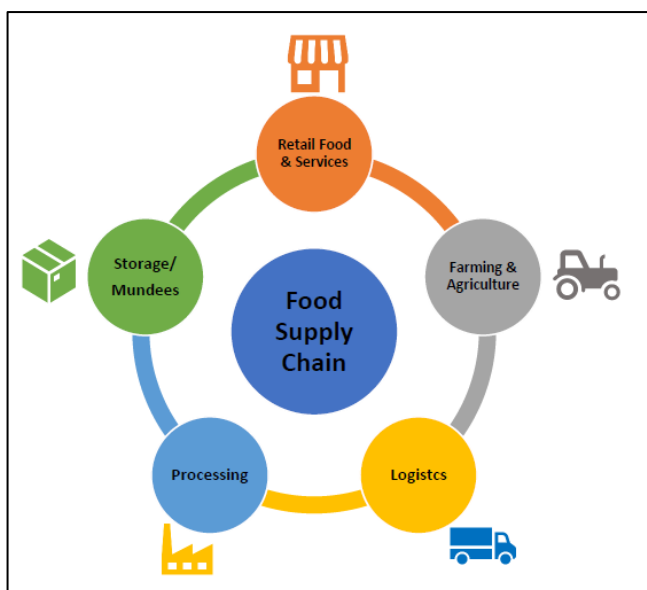 Retail Food
& Services
Storage/
Mundees
Farming &
Agriculture
Food
Supply
Chain
Processing
Logistcs